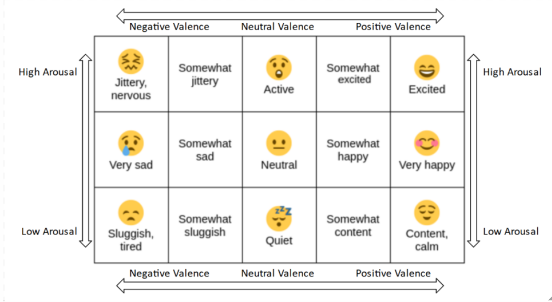 Negative Valence Neutral Valence Positive Valence
High Arousal High Arousal
Jittery,
nervous
Somewhat
jittery
Active
Somewhat
excited
Excited
Very sad
Somewhat
sad
Neutral
Somewhat
happy
Very happy
Low Arousal Low Arousal
Sluggish,
tired
Somewhat
sluggish
zzZ
Quiet
Somewhat
content
Content,
calm
Negative Valence Neutral Valence Positive Valence